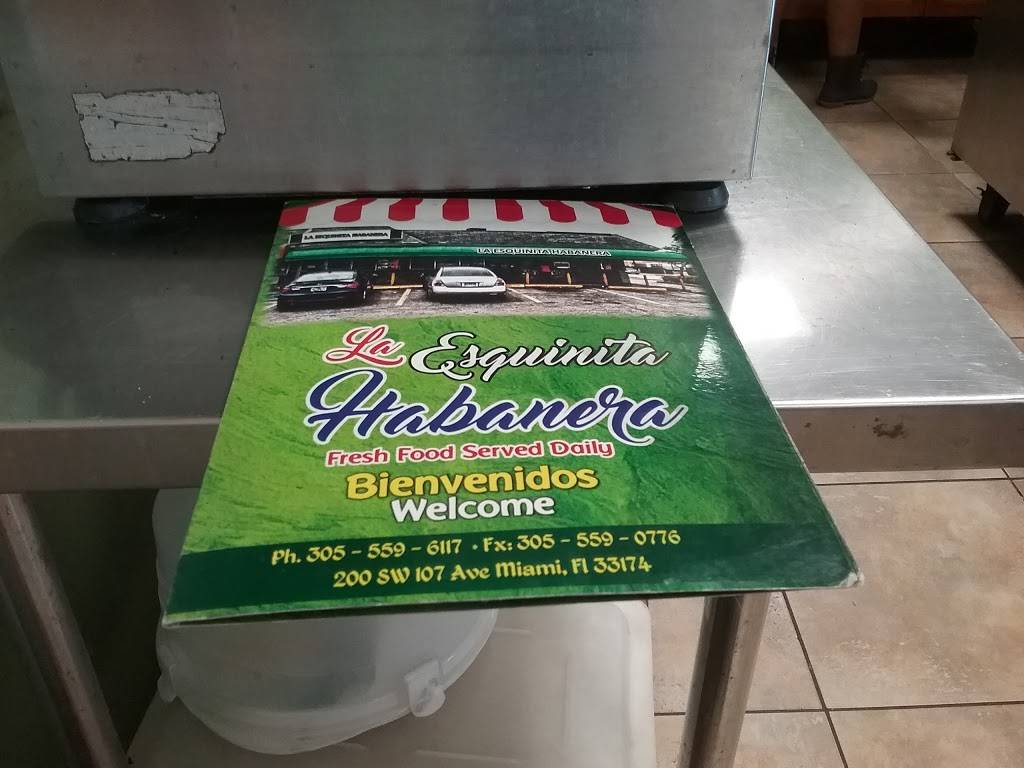 LA ESQUINITA HABANERA
LA ESQUINITA HABANERA
La Esquinita
Habanera
Fresh Food Served Daily
Bienvenidos
Welcome
Ph. 305 - 559 - 6117 · Fx: 305 - 559 - 0776
200 SW 107 Ave Miami, Fl 33174